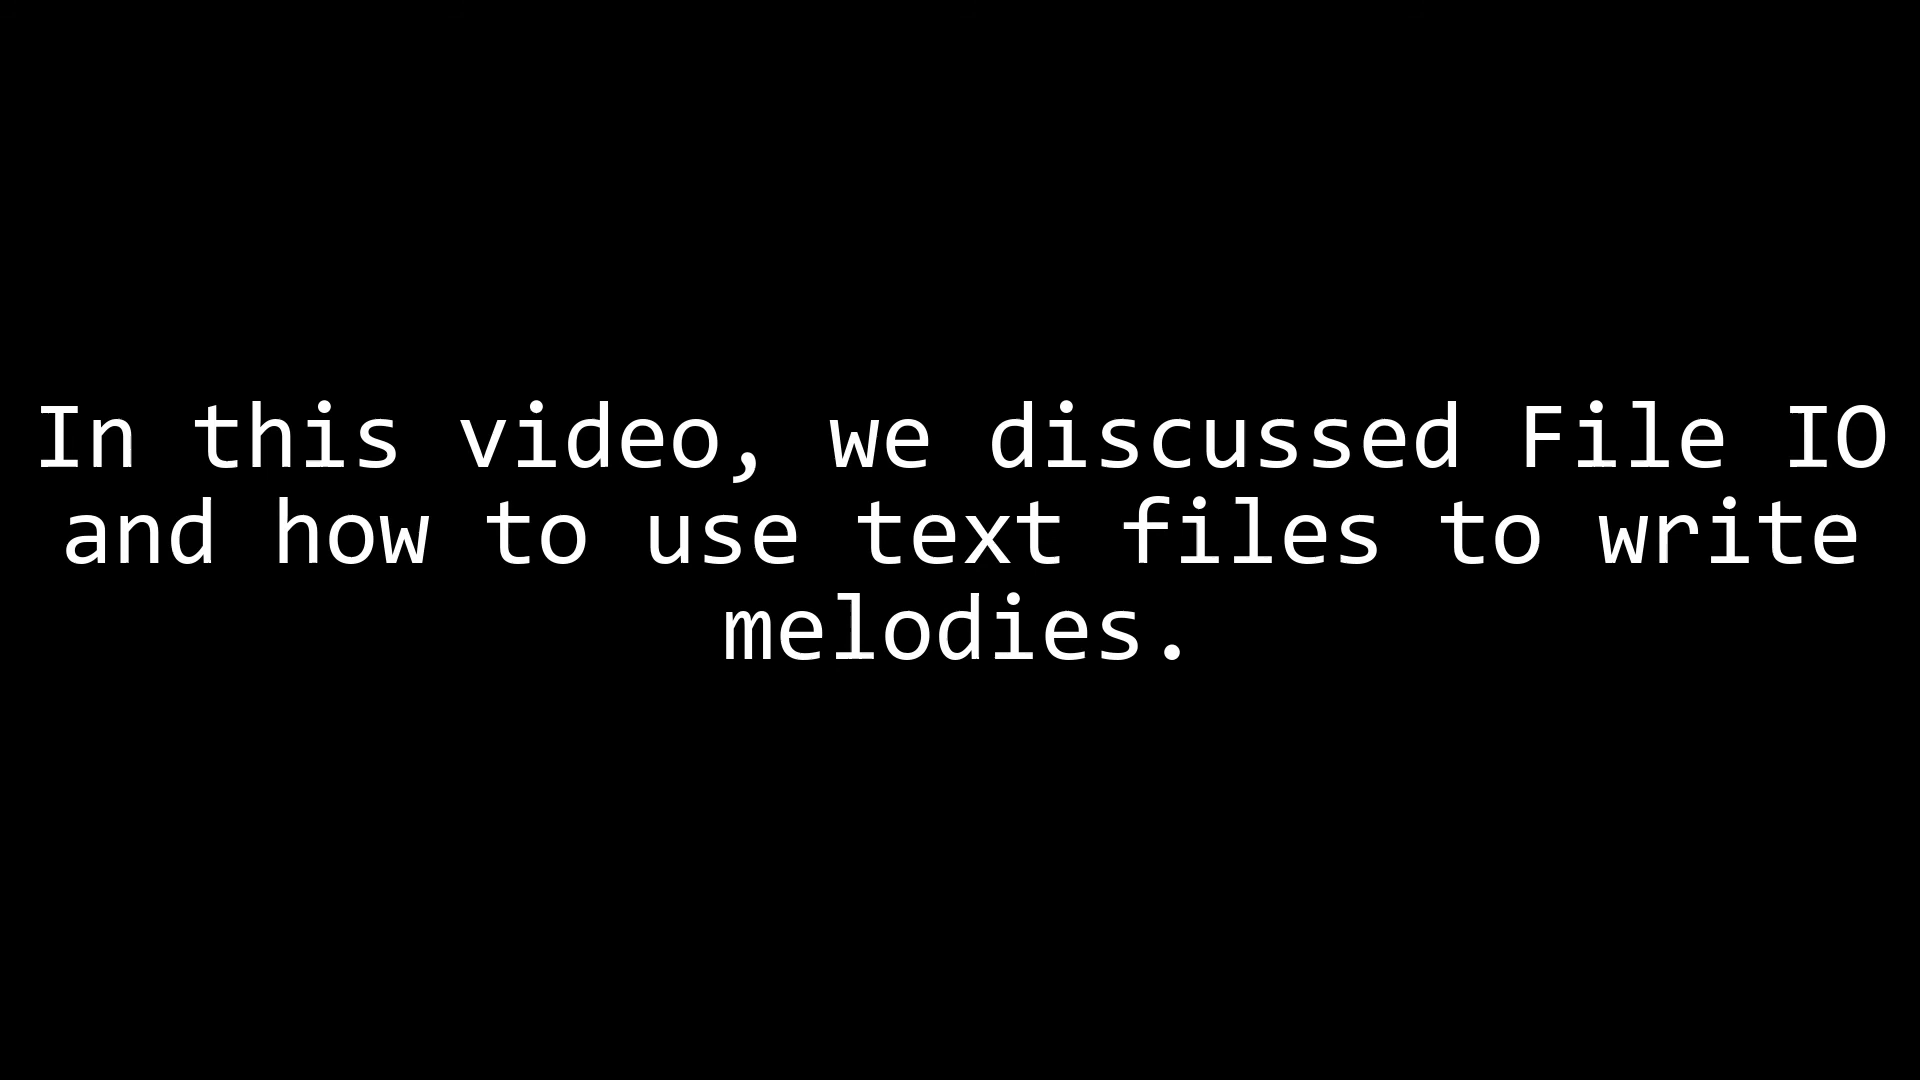 In this video, we discussed File IO
and how to use text files to write
melodies.